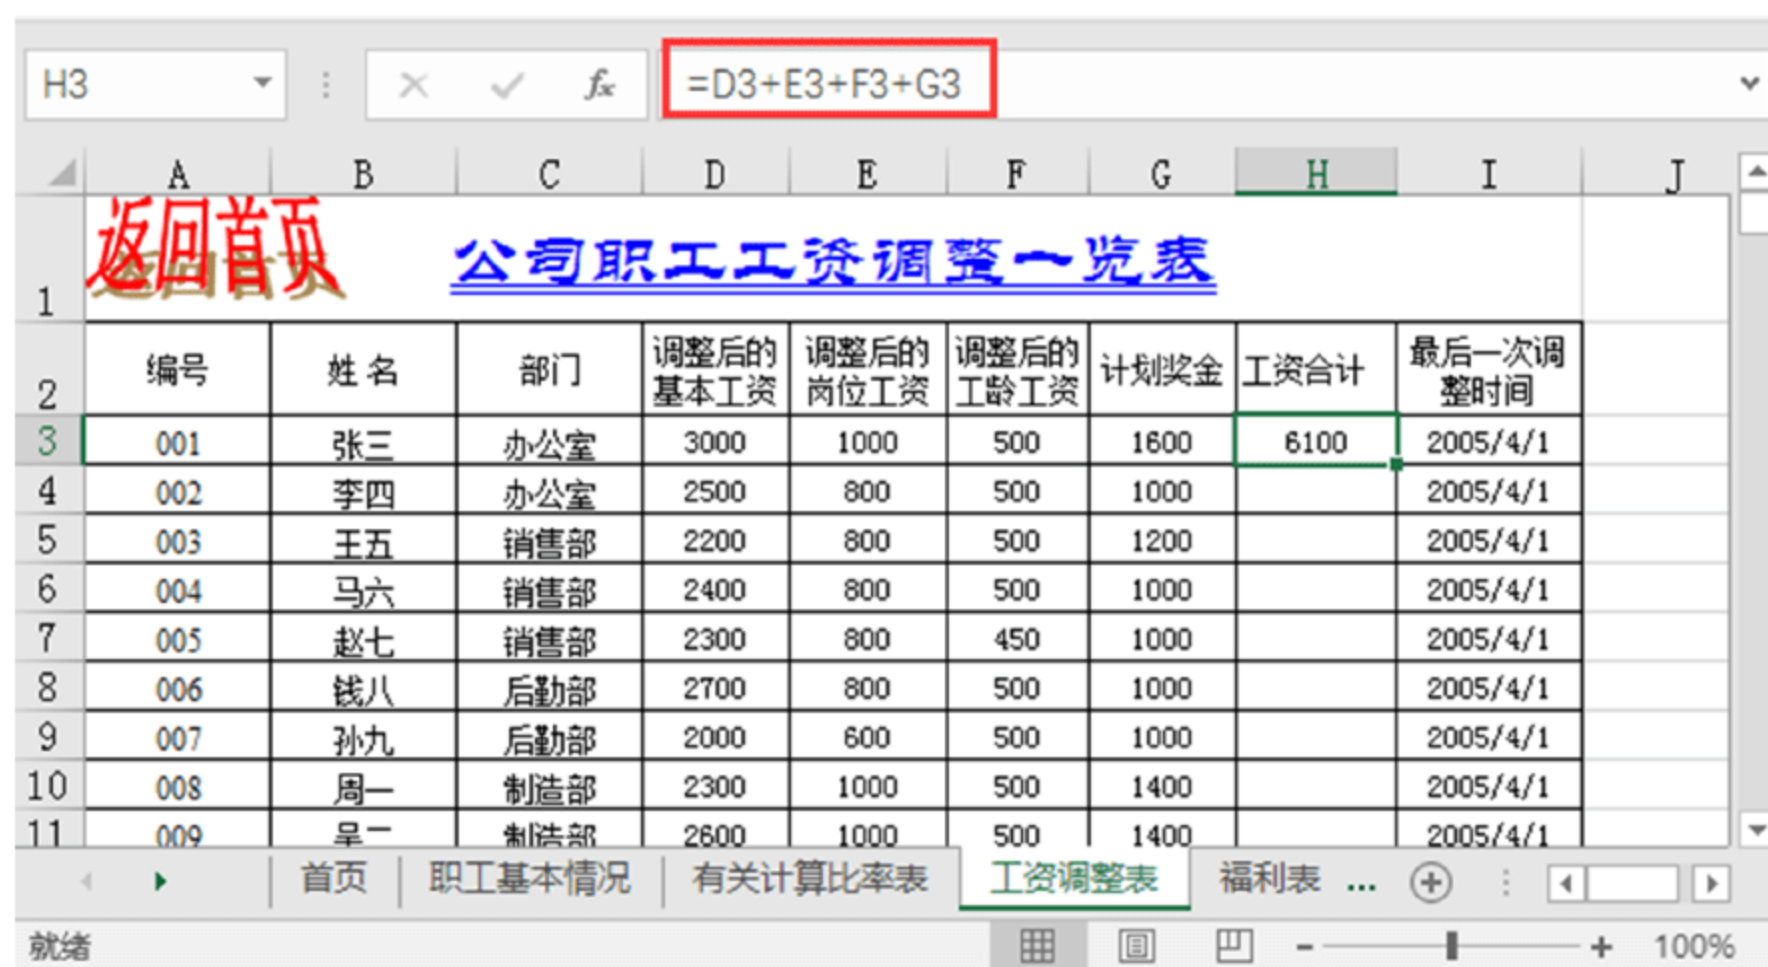 H3 fx =D3+E3+F3+G3
A B C D E F G H I J
返回首页 公司职工工资调整一览表
1
2 编号 姓 名 部门 调整后的基本工资 调整后的岗位工资 调整后的工龄工资 计划奖金 工资合计 最后一次调整时间
3 001 张三 办公室 3000 1000 500 1600 6100 2005/4/1
4 002 李四 办公室 2500 800 500 1000 2005/4/1
5 003 王五 销售部 2200 800 500 1200 2005/4/1
6 004 马六 销售部 2400 800 500 1000 2005/4/1
7 005 赵七 销售部 2300 800 450 1000 2005/4/1
8 006 钱八 后勤部 2700 800 500 1000 2005/4/1
9 007 孙九 后勤部 2000 600 500 1000 2005/4/1
10 008 周一 制造部 2300 1000 500 1400 2005/4/1
11 009 吴二 制造部 2600 1000 500 1400 2005/4/1
首页 职工基本情况 有关计算比率表 工资调整表 福利表 ...
就绪 100%